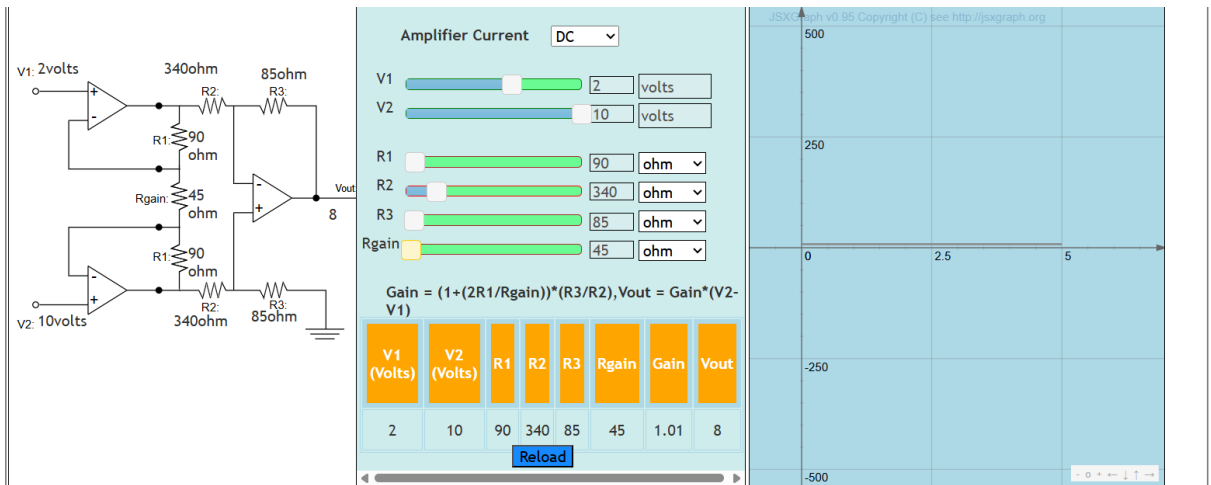 V1: 2volts
340ohm
85ohm
R2:
R3:
+
-
R1:
90
ohm
Rgain:
45
ohm
-
+
Vout
8
R1:
90
ohm
-
+
R2:
R3:
V2: 10volts
340ohm
85ohm
Amplifier Current DC
V1 2 volts
V2 10 volts
R1 90 ohm
R2 340 ohm
R3 85 ohm
Rgain 45 ohm
Gain = (1+(2R1/Rgain))*(R3/R2),Vout = Gain*(V2-
V1)
V1 (Volts) V2 (Volts) R1 R2 R3 Rgain Gain Vout
2 10 90 340 85 45 1.01 8
Reload
JSXGraph v0.95 Copyright (C) see http://jsxgraph.org
500
250
0 2.5 5
-250
-500
- o + ← ↓ ↑ →